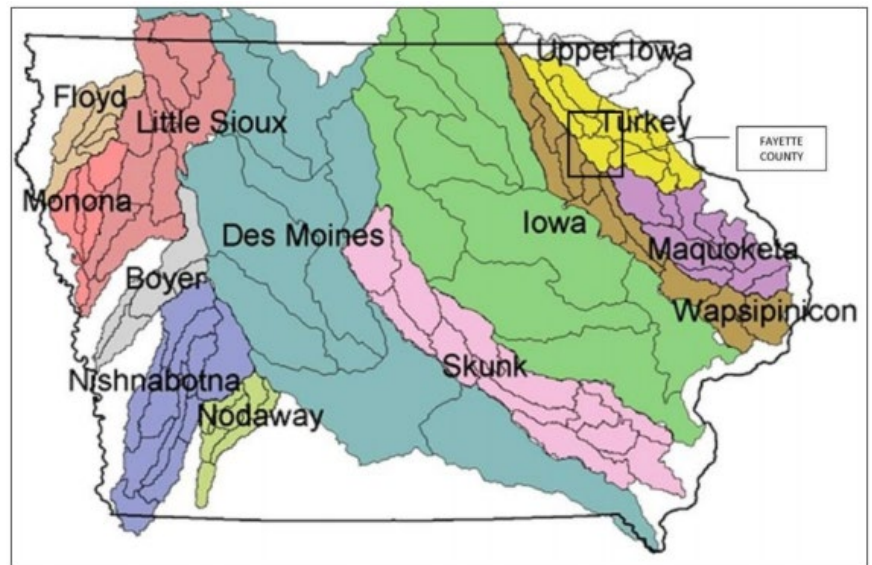 Upper Iowa
Floyd
Little Sioux
Turkey
FAYETTE
COUNTY
Monona
Des Moines
Iowa
Maquoketa
Boyer
Wapsipinicon
Skunk
Nishnabotna
Nodaway